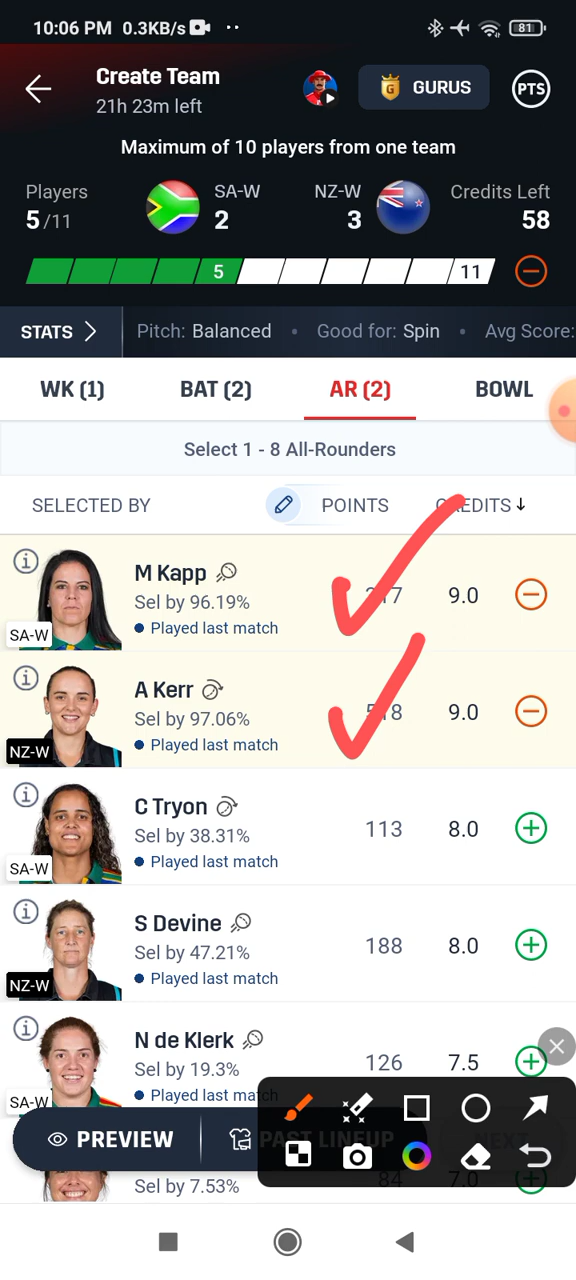 10:06 PM 0.3KB/s
81
Create Team
21h 23m left
G GURUS
PTS
Maximum of 10 players from one team
Players SA-W NZ-W Credits Left
5/11 2 3 58
5 11
STATS Pitch: Balanced • Good for: Spin • Avg Score:
WK (1) BAT (2) AR (2) BOWL
Select 1 - 8 All-Rounders
SELECTED BY POINTS CREDITS
M Kapp
Sel by 96.19% 9.0
Played last match
SA-W
A Kerr
Sel by 97.06% 9.0
Played last match
NZ-W
C Tryon
Sel by 38.31% 113 8.0
Played last match
SA-W
S Devine
Sel by 47.21% 188 8.0
Played last match
NZ-W
N de Klerk
Sel by 19.3% 126 7.5
Played last match
SA-W
PREVIEW PAST LINEUP
Sel by 7.53% 84 7.0